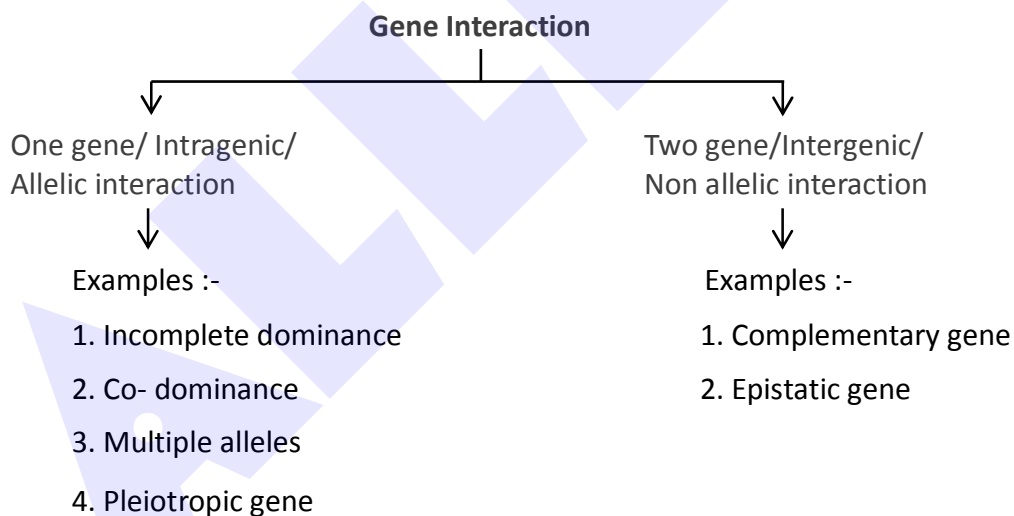 Gene Interaction
One gene/ Intragenic/
Allelic interaction
Examples :-
1. Incomplete dominance
2. Co- dominance
3. Multiple alleles
4. Pleiotropic gene
Two gene/Intergenic/
Non allelic interaction
Examples :-
1. Complementary gene
2. Epistatic gene